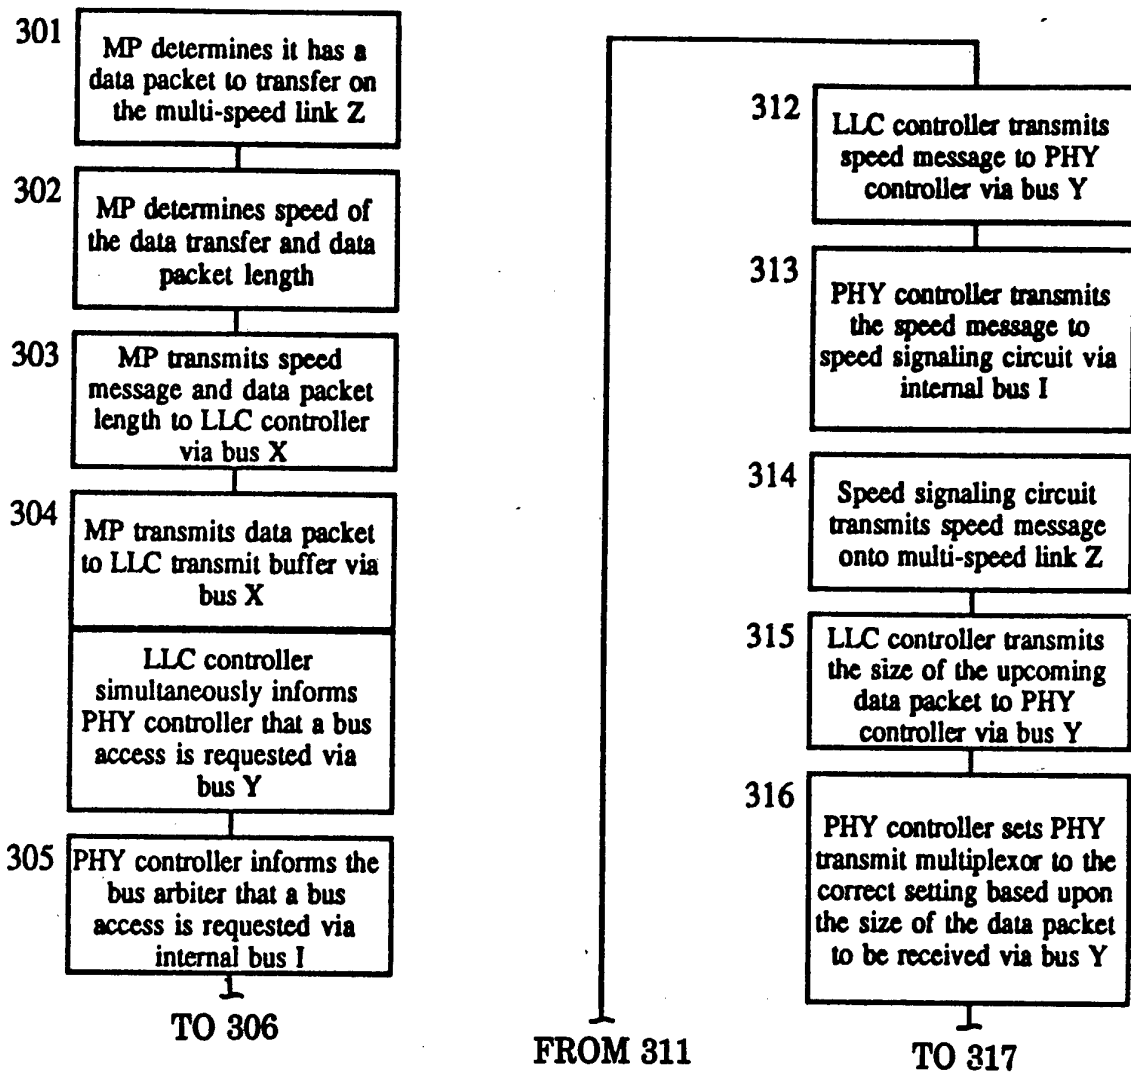 301
MP determines it has a
data packet to transfer on
the multi-speed link Z
302
MP determines speed of
the data transfer and data
packet length
303
MP transmits speed
message and data packet
length to LLC controller
via bus X
304
MP transmits data packet
to LLC transmit buffer via
bus X
LLC controller
simultaneously informs
PHY controller that a bus
access is requested via
bus Y
305
PHY controller informs the
bus arbiter that a bus
access is requested via
internal bus I
TO 306
FROM 311
312
LLC controller transmits
speed message to PHY
controller via bus Y
313
PHY controller transmits
the speed message to
speed signaling circuit via
internal bus I
314
Speed signaling circuit
transmits speed message
onto multi-speed link Z
315
LLC controller transmits
the size of the upcoming
data packet to PHY
controller via bus Y
316
PHY controller sets PHY
transmit multiplexor to the
correct setting based upon
the size of the data packet
to be received via bus Y
TO 317